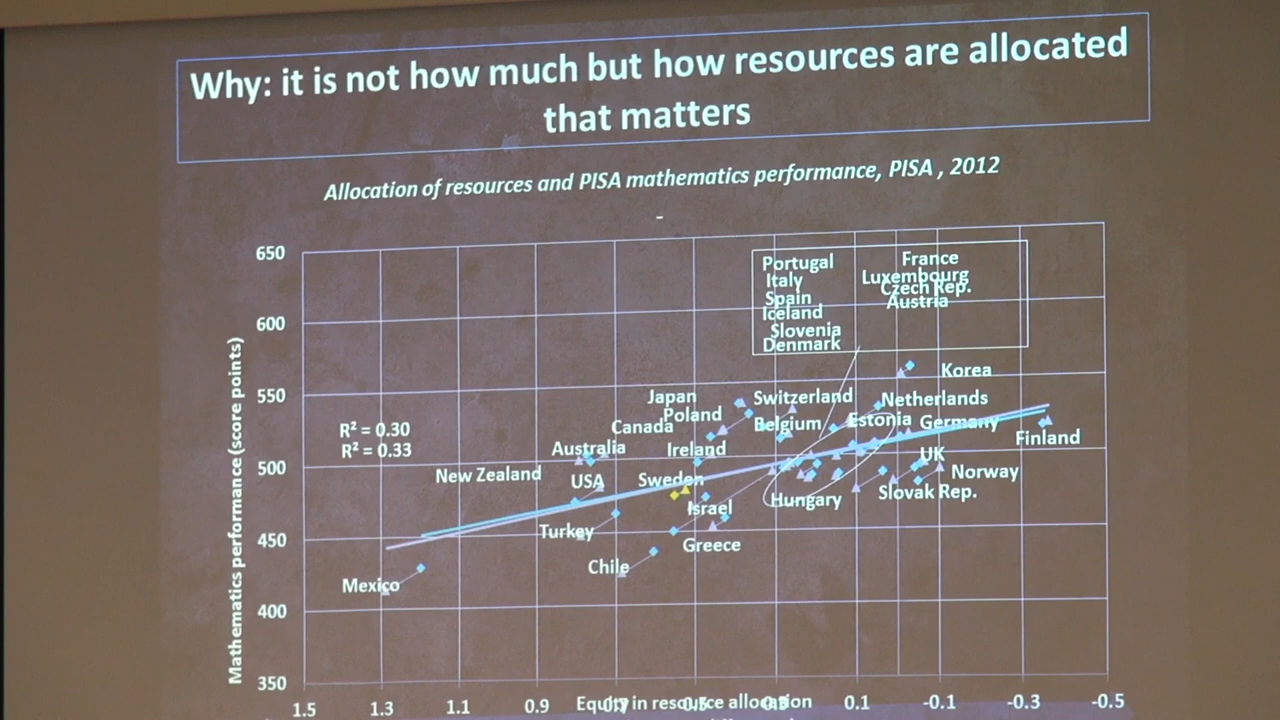 Why: it is not how much but how resources are allocated
that matters
Allocation of resources and PISA mathematics performance, PISA , 2012
-
Mathematics performance (score points)
650
600
550
500
450
400
350
Portugal
Italy
Spain
Iceland
Slovenia
Denmark
France
Luxembourg
Czech Rep.
Austria
Korea
Japan
Switzerland
Netherlands
Poland
Canada
Belgium
Estonia
Germany
R² = 0.30
R² = 0.33
Australia
Ireland
Finland
New Zealand
USA
Sweden
UK
Norway
Israel
Hungary
Slovak Rep.
Turkey
Greece
Chile
Mexico
1.5 1.3 1.1 0.9 0.7 0.5 0.3 0.1 -0.1 -0.3 -0.5
Equity in resource allocation